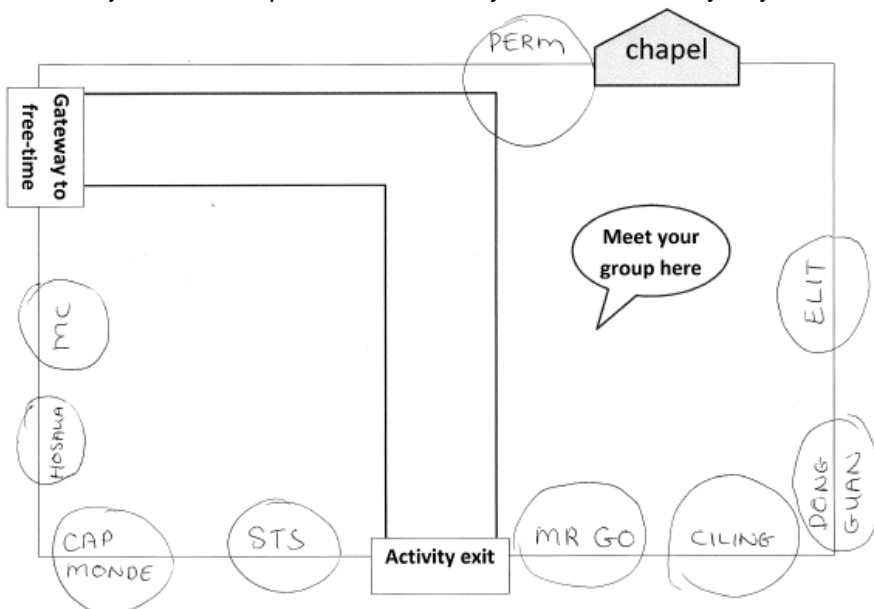 PERM
chapel
Gateway to
free-time
Meet your
group here
MC
ELIT
HOSAKA
DONG
GUAN
CAP
MONDE
STS
Activity exit
MR GO
CILING